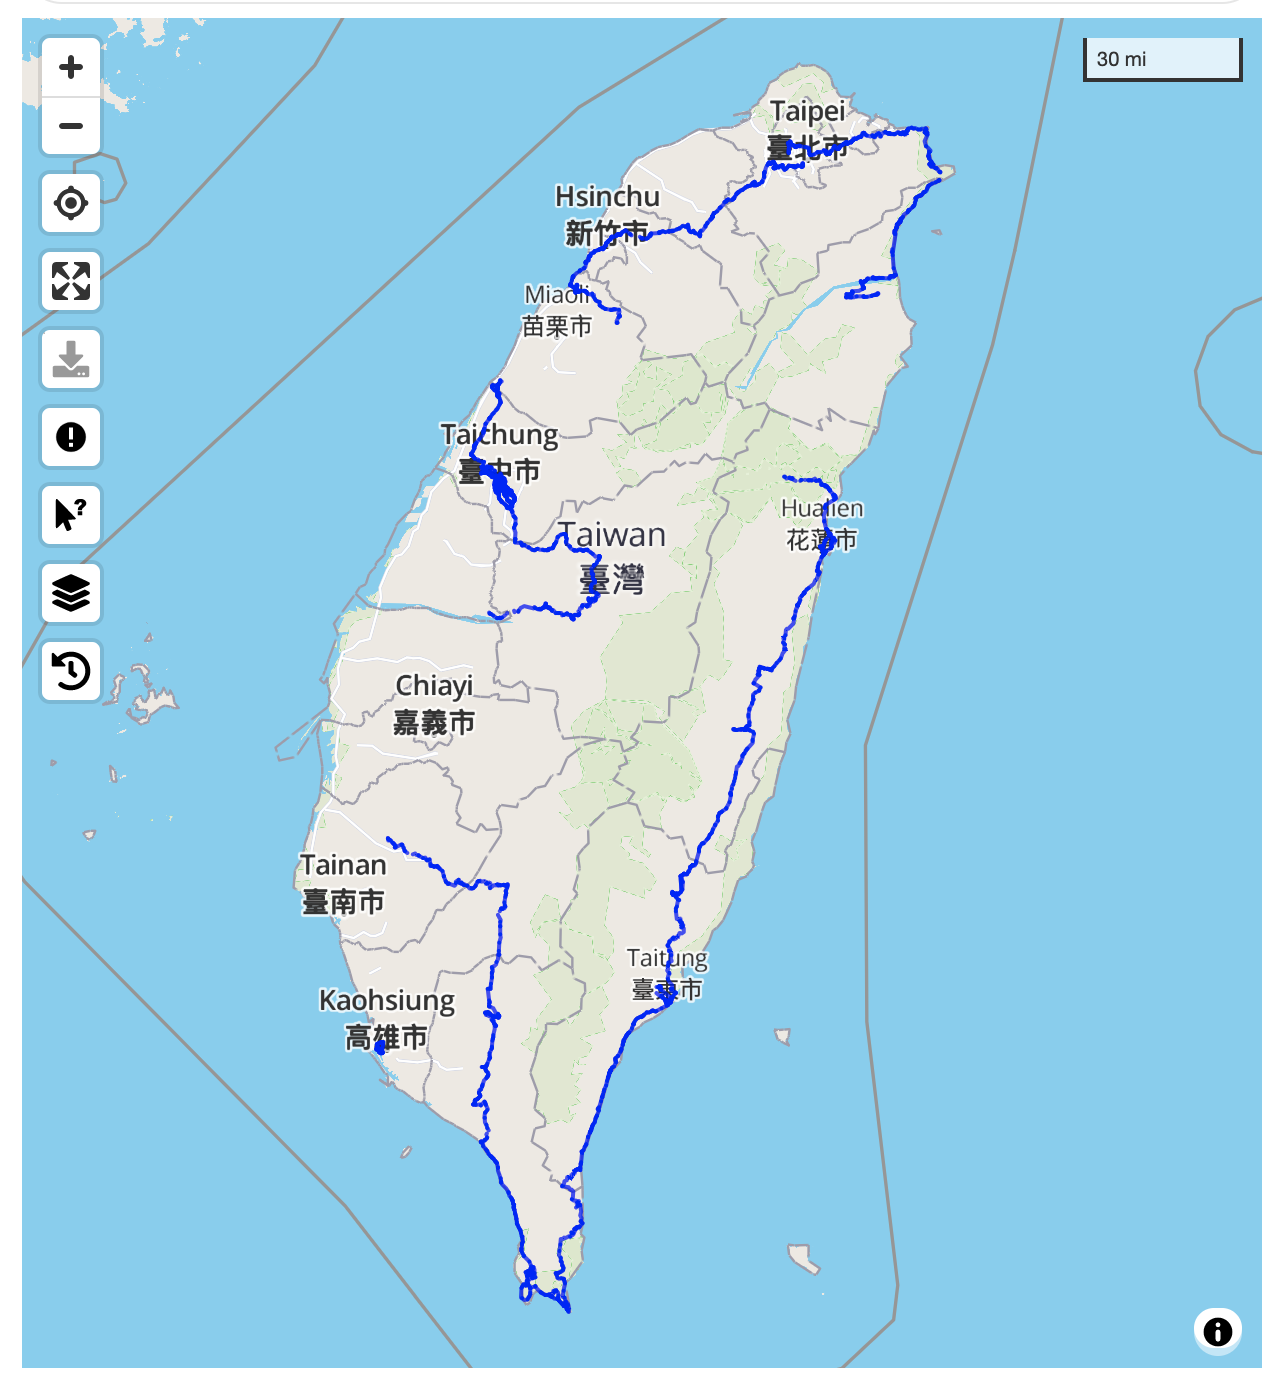 30 mi
Taipei
臺北市
Hsinchu
新竹市
Miaoli
苗栗市
Taichung
臺中市
Taiwan
臺灣
Hualien
花蓮市
Chiayi
嘉義市
Tainan
臺南市
Taitung
臺東市
Kaohsiung
高雄市